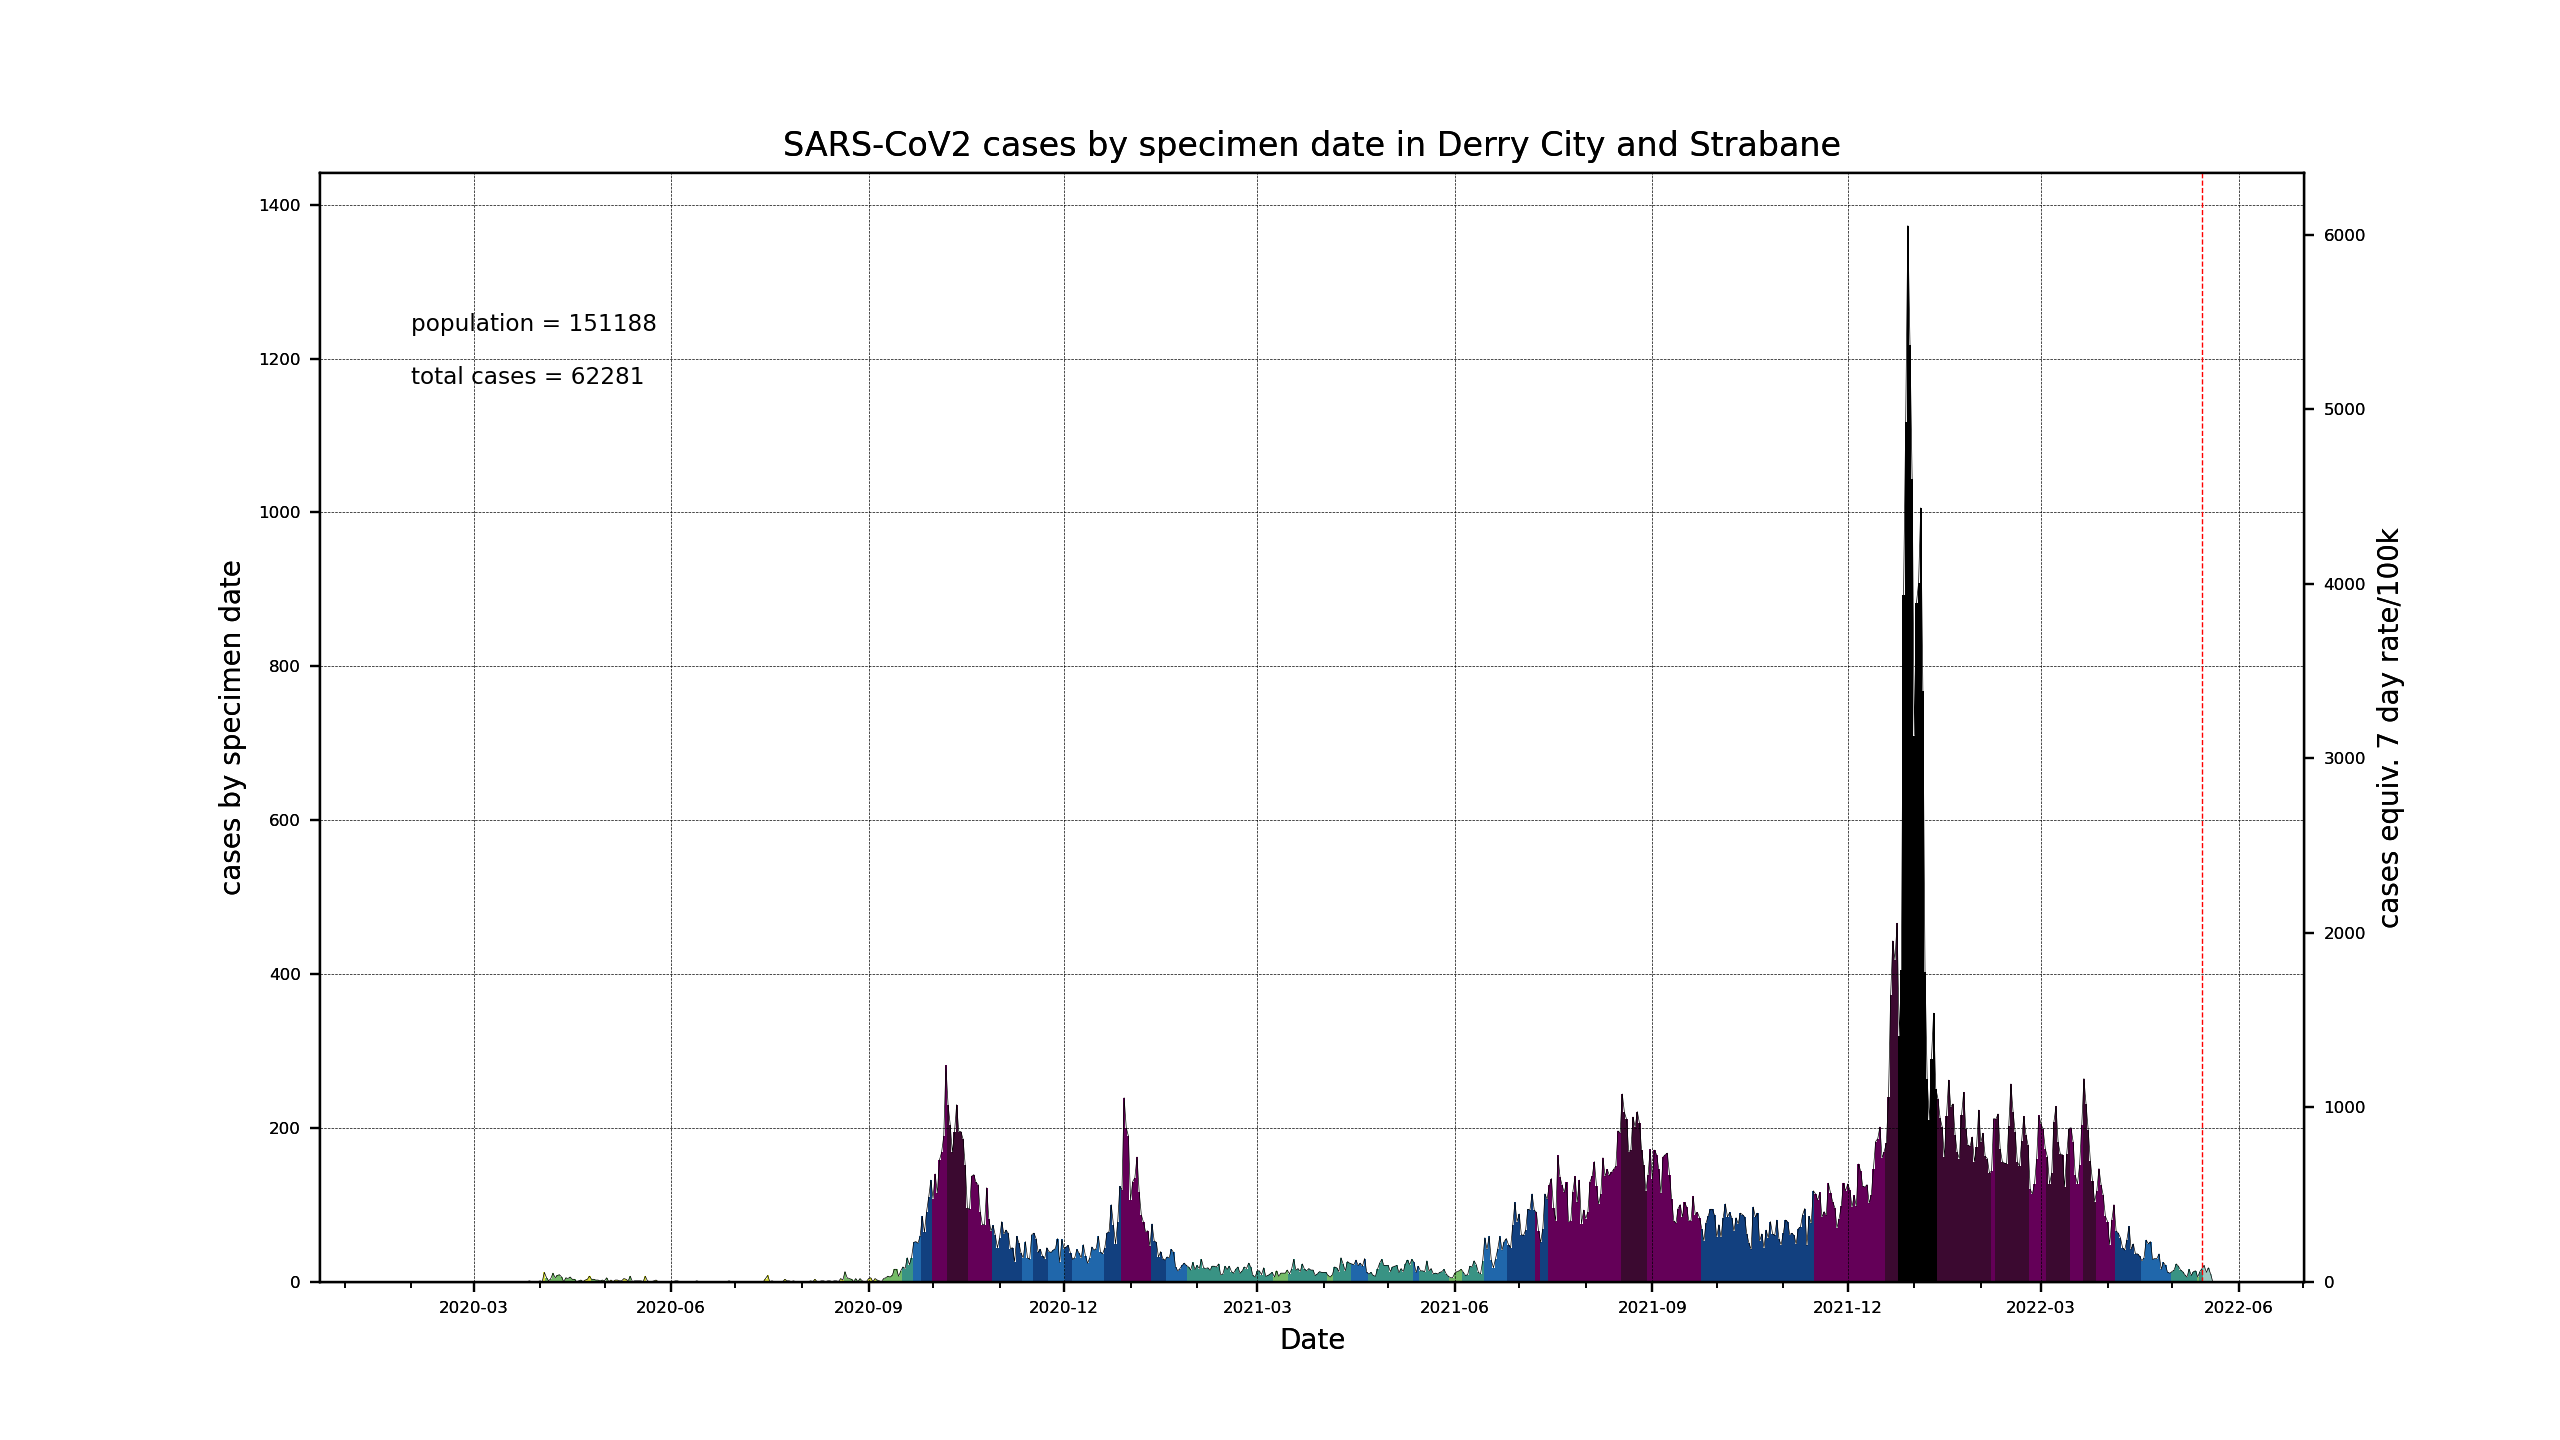 SARS-CoV2 cases by specimen date in Derry City and Strabane
population = 151188
total cases = 62281
cases by specimen date
1400
1200
1000
800
600
400
200
0
6000
5000
4000
3000
2000
1000
0
cases equiv. 7 day rate/100k
2020-03 2020-06 2020-09 2020-12 2021-03 2021-06 2021-09 2021-12 2022-03 2022-06
Date